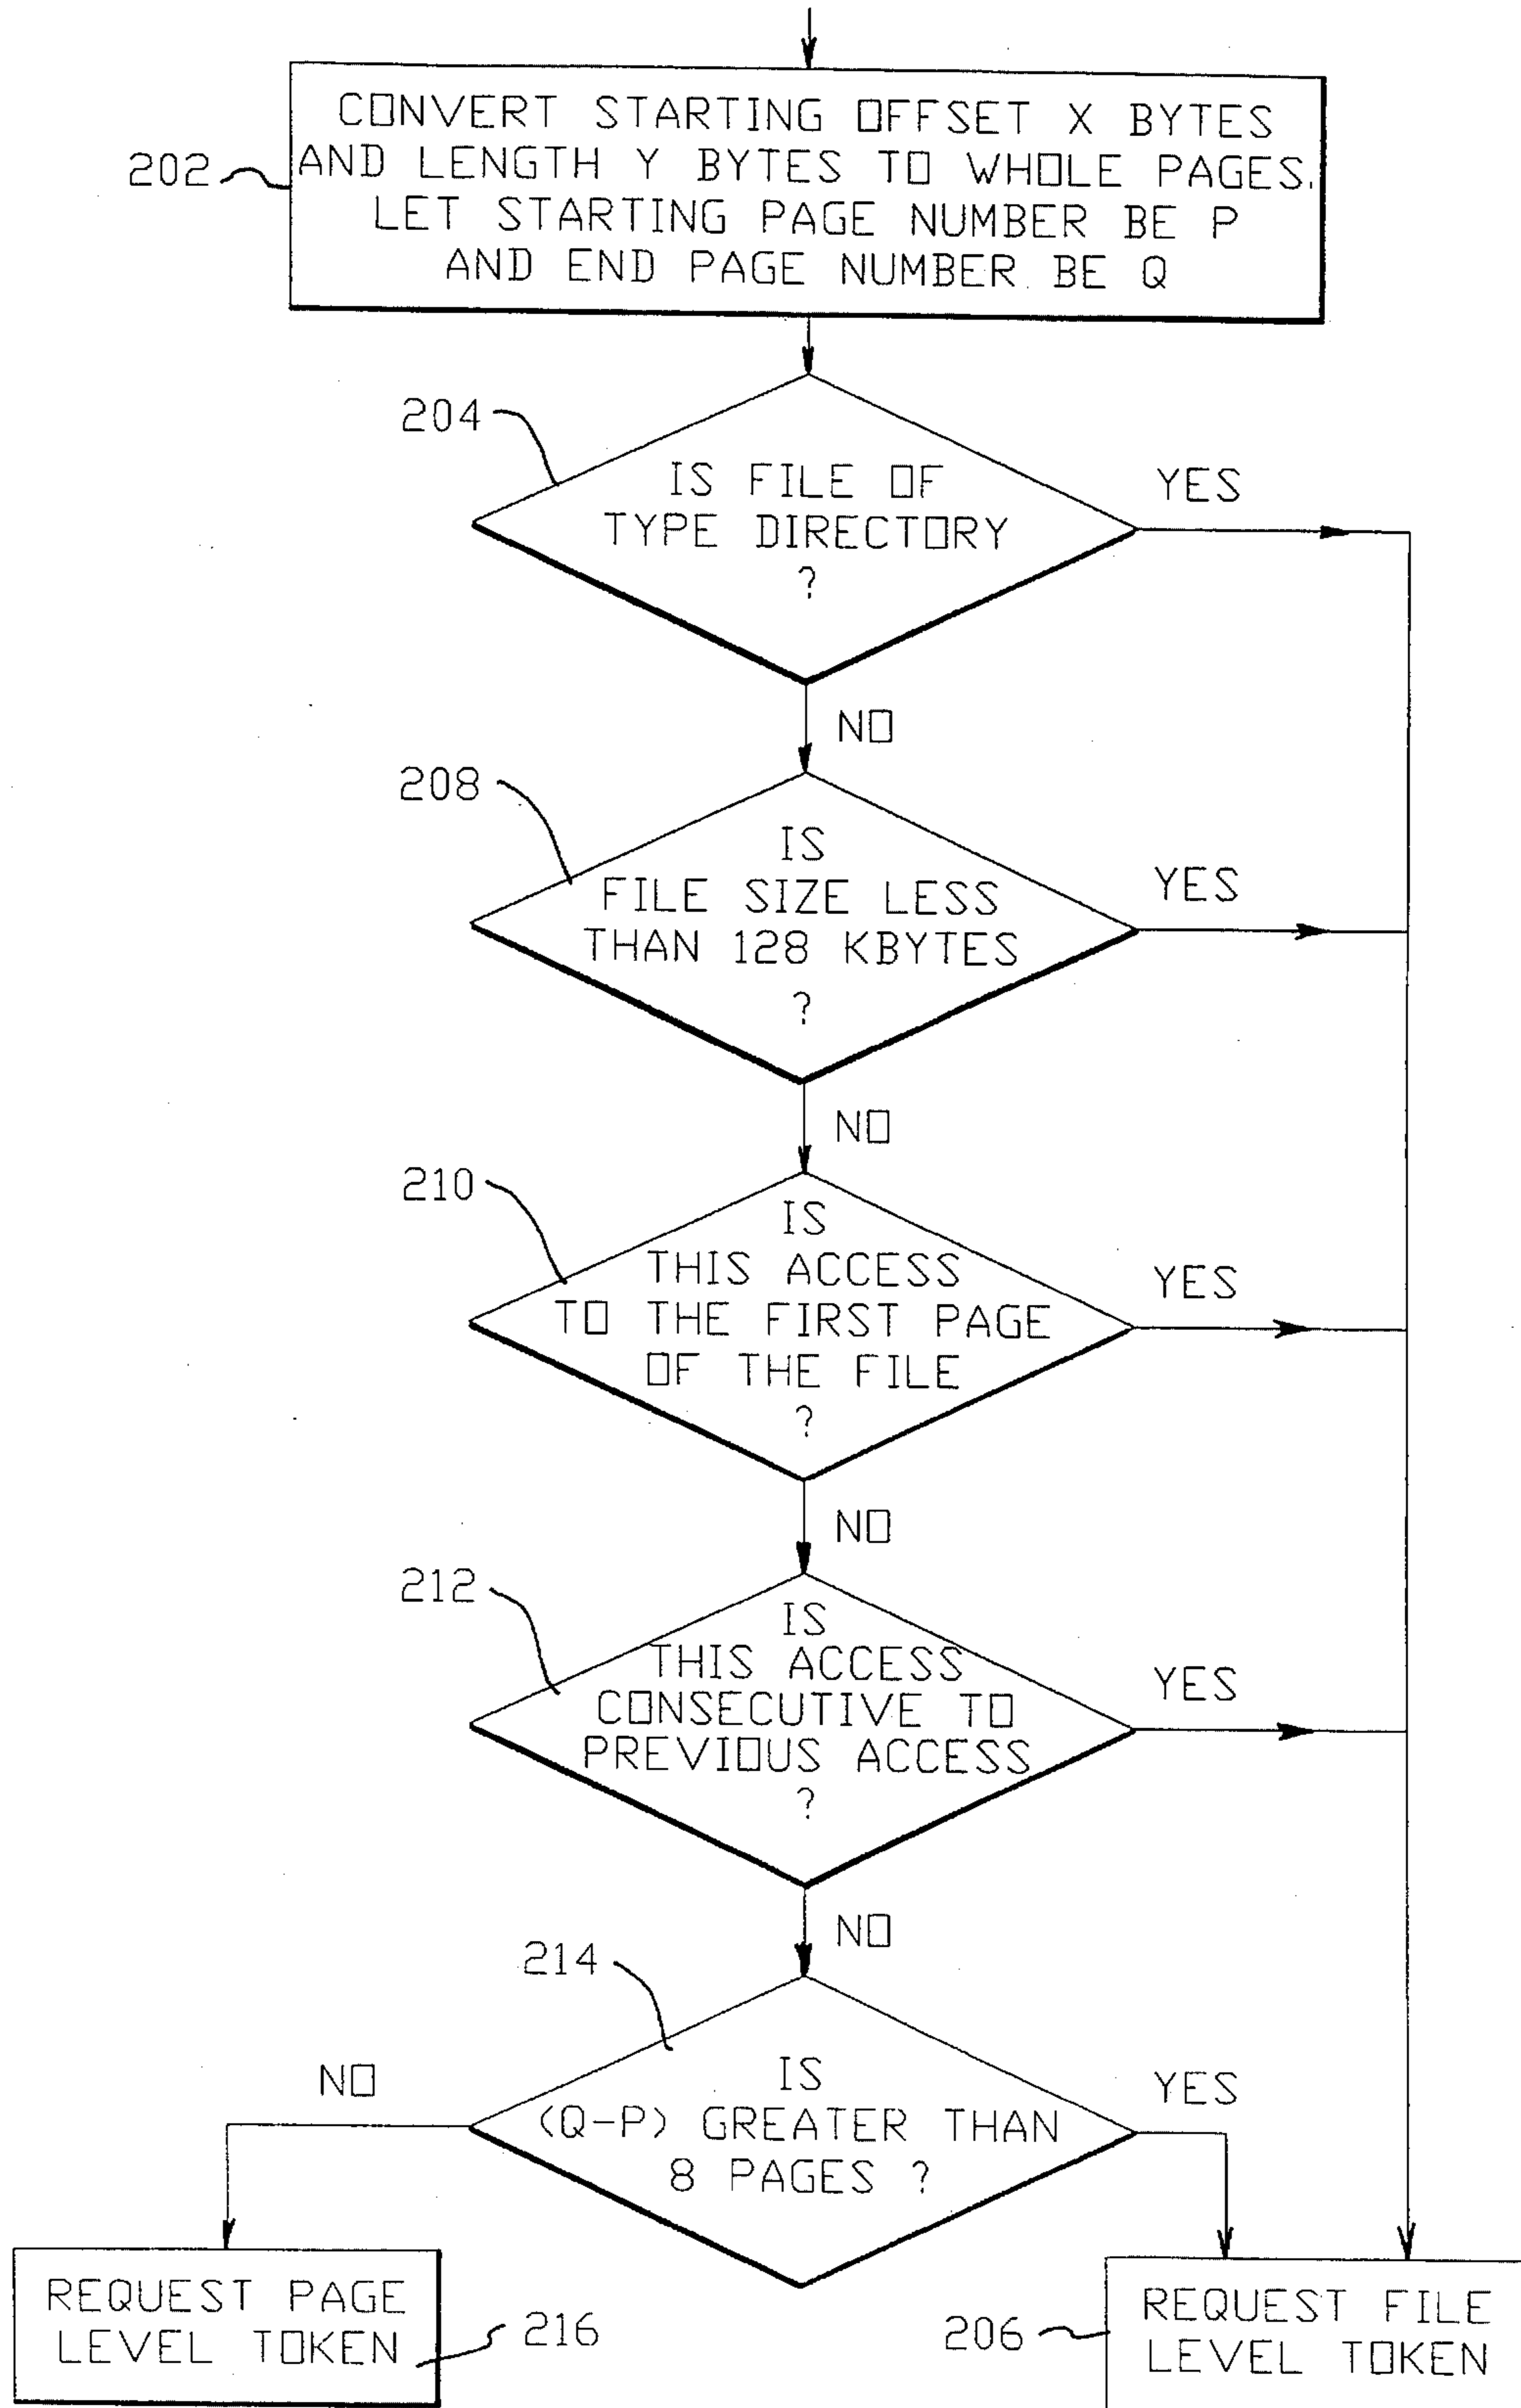 CONVERT STARTING OFFSET X BYTES
202 AND LENGTH Y BYTES TO WHOLE PAGES.
LET STARTING PAGE NUMBER BE P
AND END PAGE NUMBER BE Q
204
IS FILE OF
TYPE DIRECTORY
?
YES
NO
208
IS
FILE SIZE LESS
THAN 128 KBYTES
?
YES
NO
210
IS
THIS ACCESS
TO THE FIRST PAGE
OF THE FILE
?
YES
NO
212
IS
THIS ACCESS
CONSECUTIVE TO
PREVIOUS ACCESS
?
YES
NO
214
IS
(Q-P) GREATER THAN
8 PAGES ?
NO
YES
REQUEST PAGE
LEVEL TOKEN
216
206
REQUEST FILE
LEVEL TOKEN